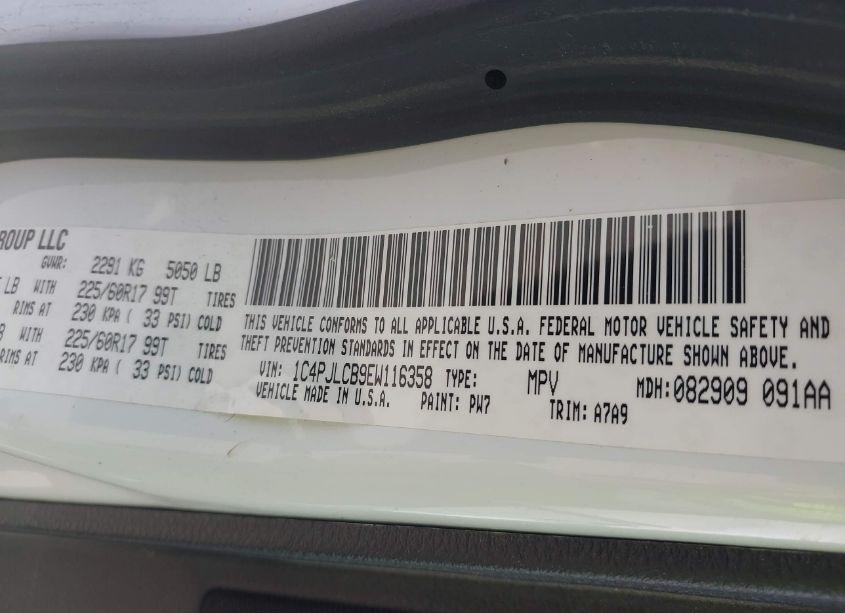 ROUP LLC
GVWR: 2291 KG 5050 LB
LB WITH 225/60R17 99T TIRES
RIMS AT 230 KPA ( 33 PSI) COLD
WITH 225/60R17 99T TIRES
RIMS AT 230 KPA ( 33 PSI) COLD
THIS VEHICLE CONFORMS TO ALL APPLICABLE U.S.A. FEDERAL MOTOR VEHICLE SAFETY AND
THEFT PREVENTION STANDARDS IN EFFECT ON THE DATE OF MANUFACTURE SHOWN ABOVE.
VIN: 1C4PJLCB9EW116358 TYPE: MPV MDH: 082909 091AA
VEHICLE MADE IN U.S.A. PAINT: PW7 TRIM: A7A9